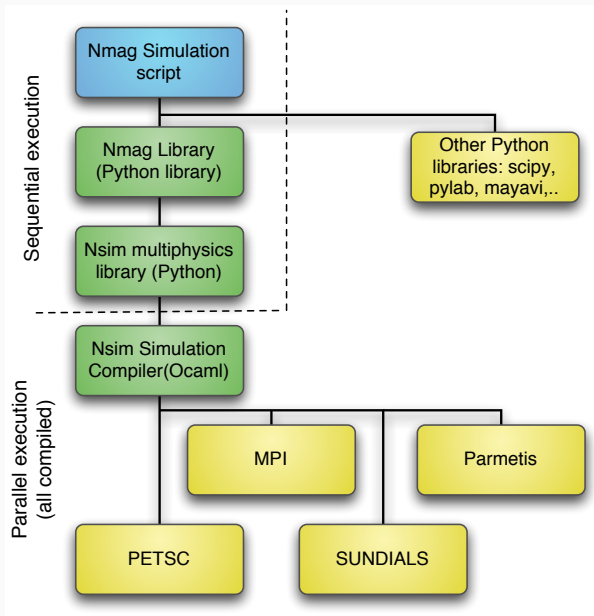 Nmag Simulation
script
Sequential execution
Nmag Library
(Python library)
Other Python
libraries: scipy,
pylab, mayavi,..
Nsim multiphysics
library (Python)
Nsim Simulation
Compiler(Ocaml)
Parallel execution
(all compiled)
MPI
Parmetis
PETSC
SUNDIALS